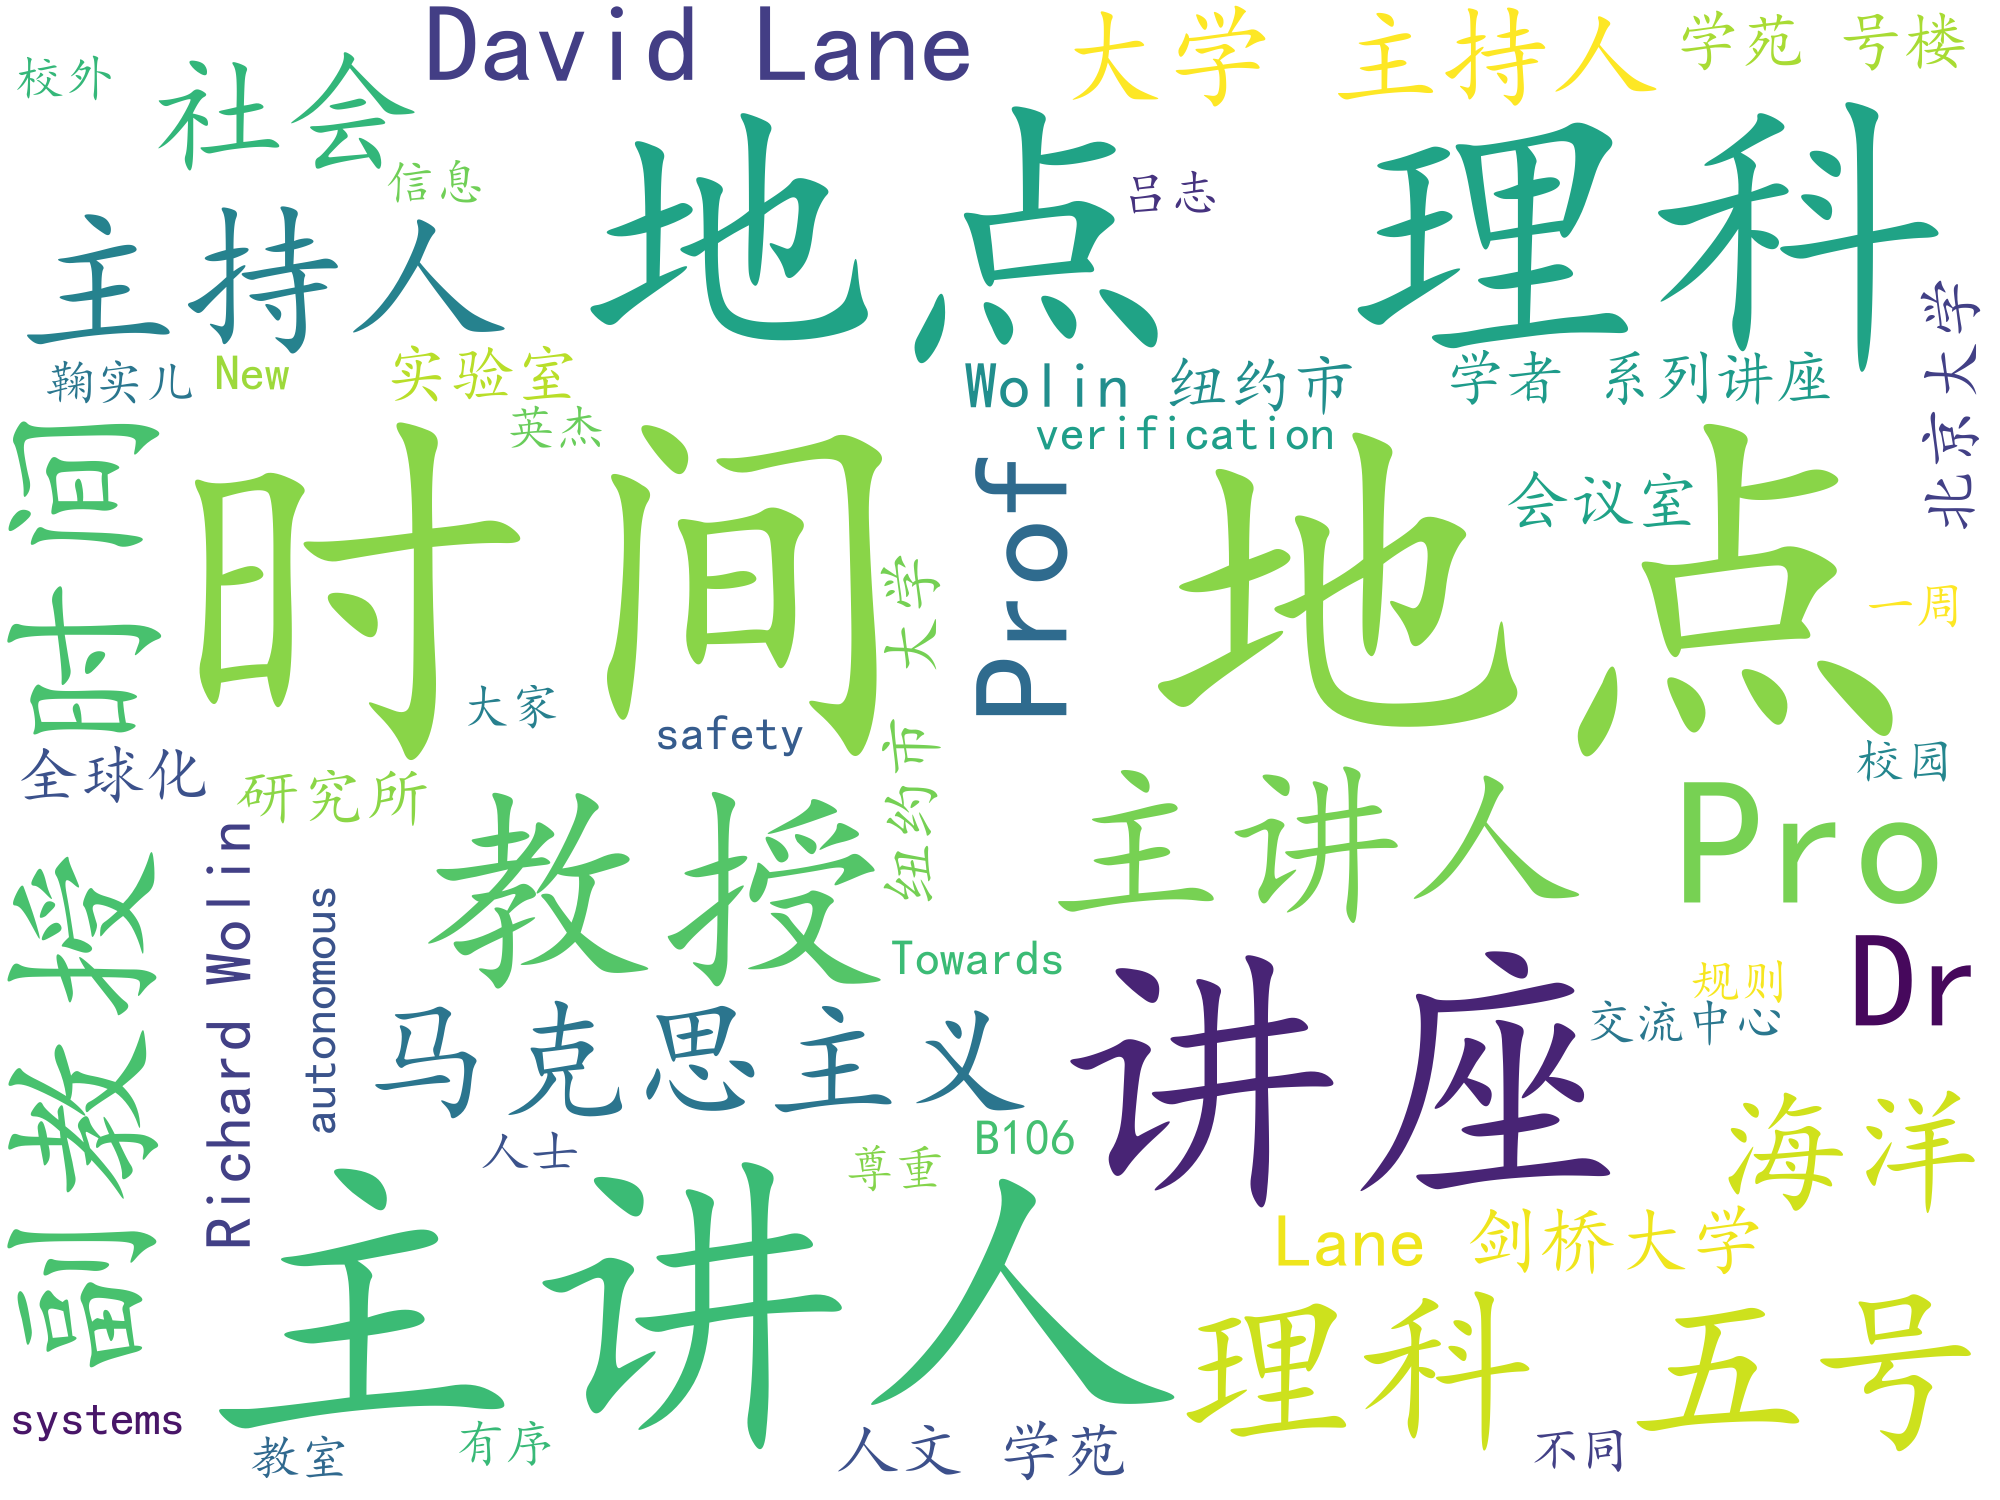 David Lane
大学 主持人
学苑 号楼
校外
社会
信息
地点
吕志
理科
主持人
北京大学
鞠实儿
New
实验室
英杰
Wolin 纽约市
学者 系列讲座
verification
时间
时间
Prof
地点
会议室
纽约市 大学
一周
大家
safety
校园
全球化
研究所
教授
主讲人
Pro
副教授
Richard Wolin
autonomous
Towards
Dr
讲座
规则
交流中心
马克思主义
海洋
人士
尊重
B106
主讲人
Lane 剑桥大学
理科 五号
systems
教室
有序
人文 学苑
不同